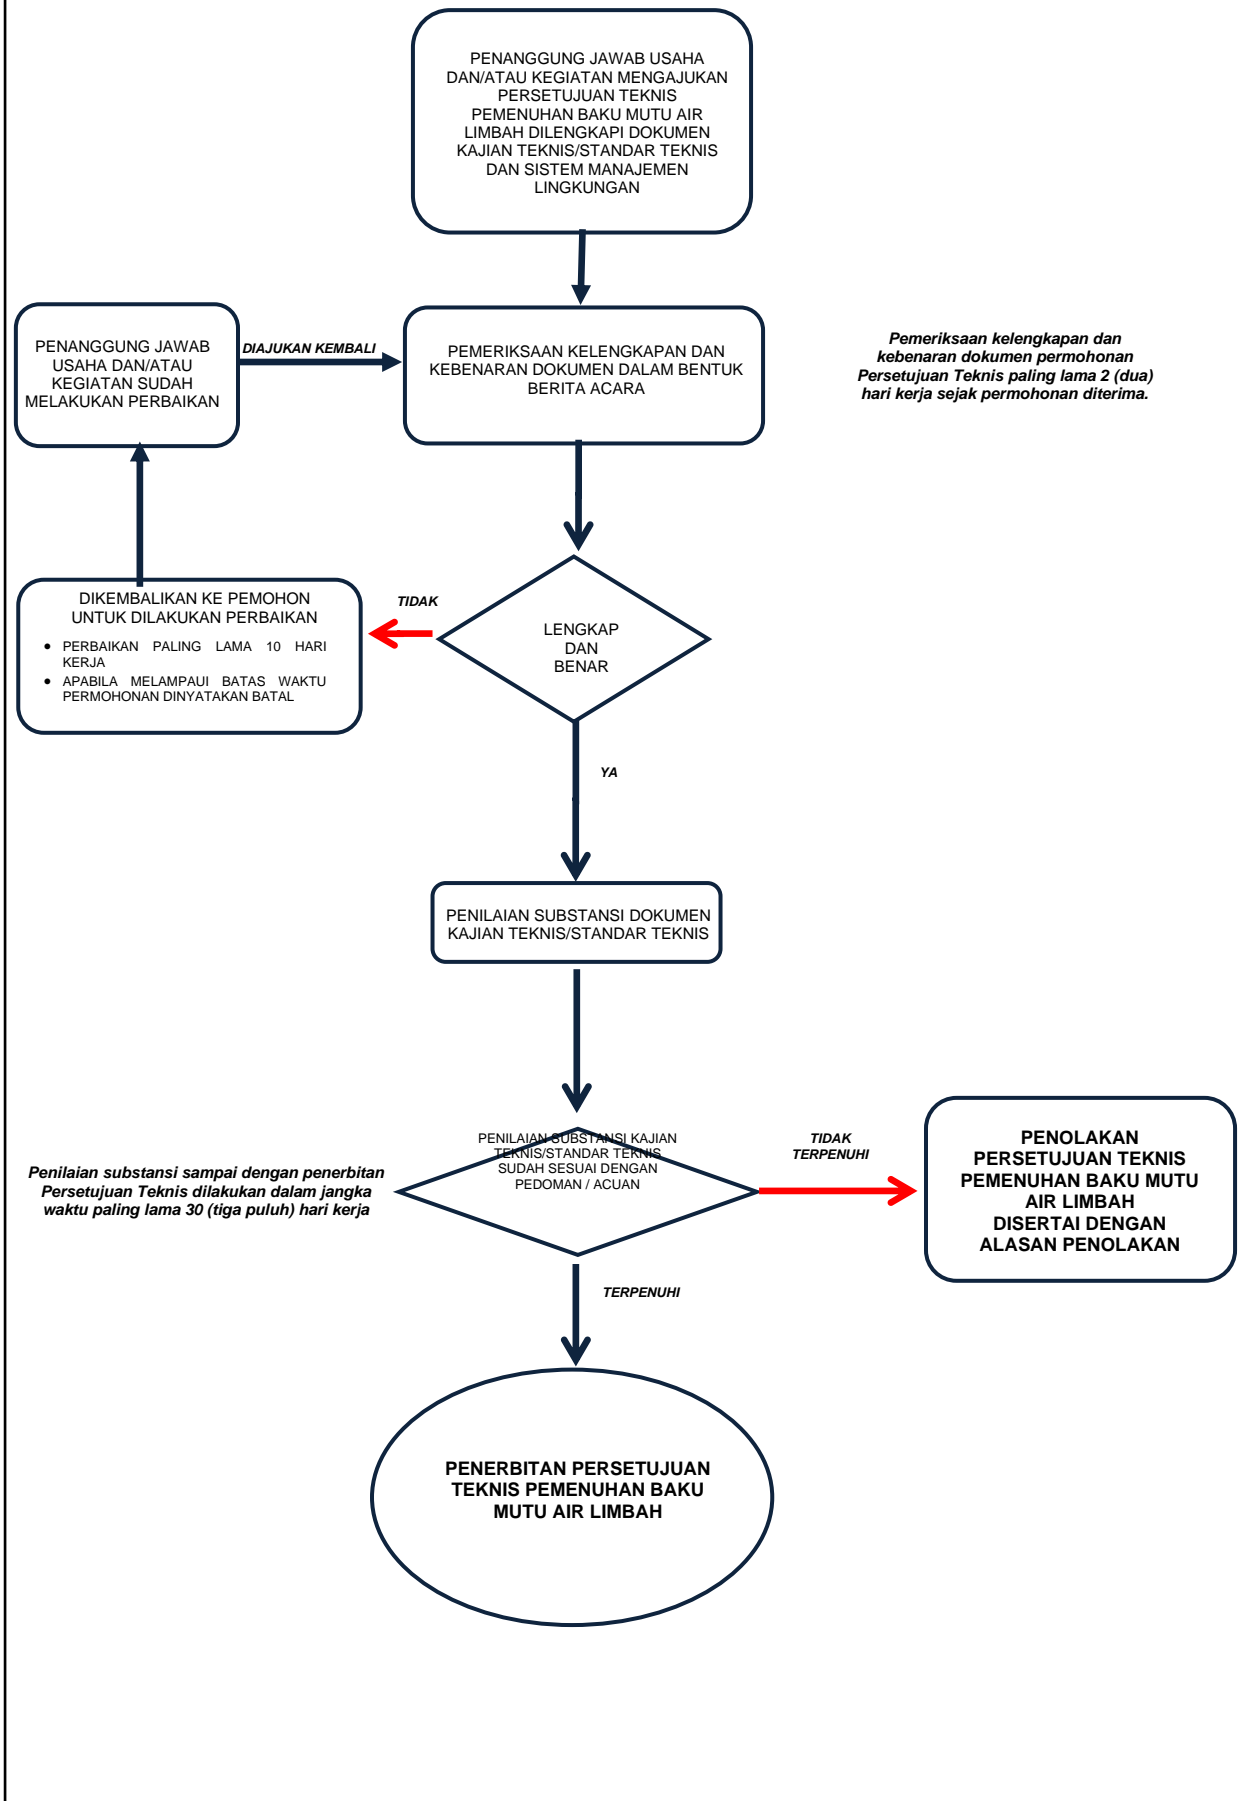 PENANGGUNG JAWAB USAHA
DAN/ATAU KEGIATAN MENGAJUKAN
PERSETUJUAN TEKNIS
PEMENUHAN BAKU MUTU AIR
LIMBAH DILENGKAPI DOKUMEN
KAJIAN TEKNIS/STANDAR TEKNIS
DAN SISTEM MANAJEMEN
LINGKUNGAN
PENANGGUNG JAWAB
USAHA DAN/ATAU
KEGIATAN SUDAH
MELAKUKAN PERBAIKAN
DIAJUKAN KEMBALI
PEMERIKSAAN KELENGKAPAN DAN
KEBENARAN DOKUMEN DALAM BENTUK
BERITA ACARA
Pemeriksaan kelengkapan dan
kebenaran dokumen permohonan
Persetujuan Teknis paling lama 2 (dua)
hari kerja sejak permohonan diterima.
DIKEMBALIKAN KE PEMOHON
UNTUK DILAKUKAN PERBAIKAN
• PERBAIKAN PALING LAMA 10 HARI
KERJA
• APABILA MELAMPAUI BATAS WAKTU
PERMOHONAN DINYATAKAN BATAL
TIDAK
LENGKAP
DAN
BENAR
YA
PENILAIAN SUBSTANSI DOKUMEN
KAJIAN TEKNIS/STANDAR TEKNIS
Penilaian substansi sampai dengan penerbitan
Persetujuan Teknis dilakukan dalam jangka
waktu paling lama 30 (tiga puluh) hari kerja
PENILAIAN SUBSTANSI KAJIAN
TEKNIS/STANDAR TEKNIS
SUDAH SESUAI DENGAN
PEDOMAN / ACUAN
TIDAK
TERPENUHI
PENOLAKAN
PERSETUJUAN TEKNIS
PEMENUHAN BAKU MUTU
AIR LIMBAH
DISERTAI DENGAN
ALASAN PENOLAKAN
TERPENUHI
PENERBITAN PERSETUJUAN
TEKNIS PEMENUHAN BAKU
MUTU AIR LIMBAH